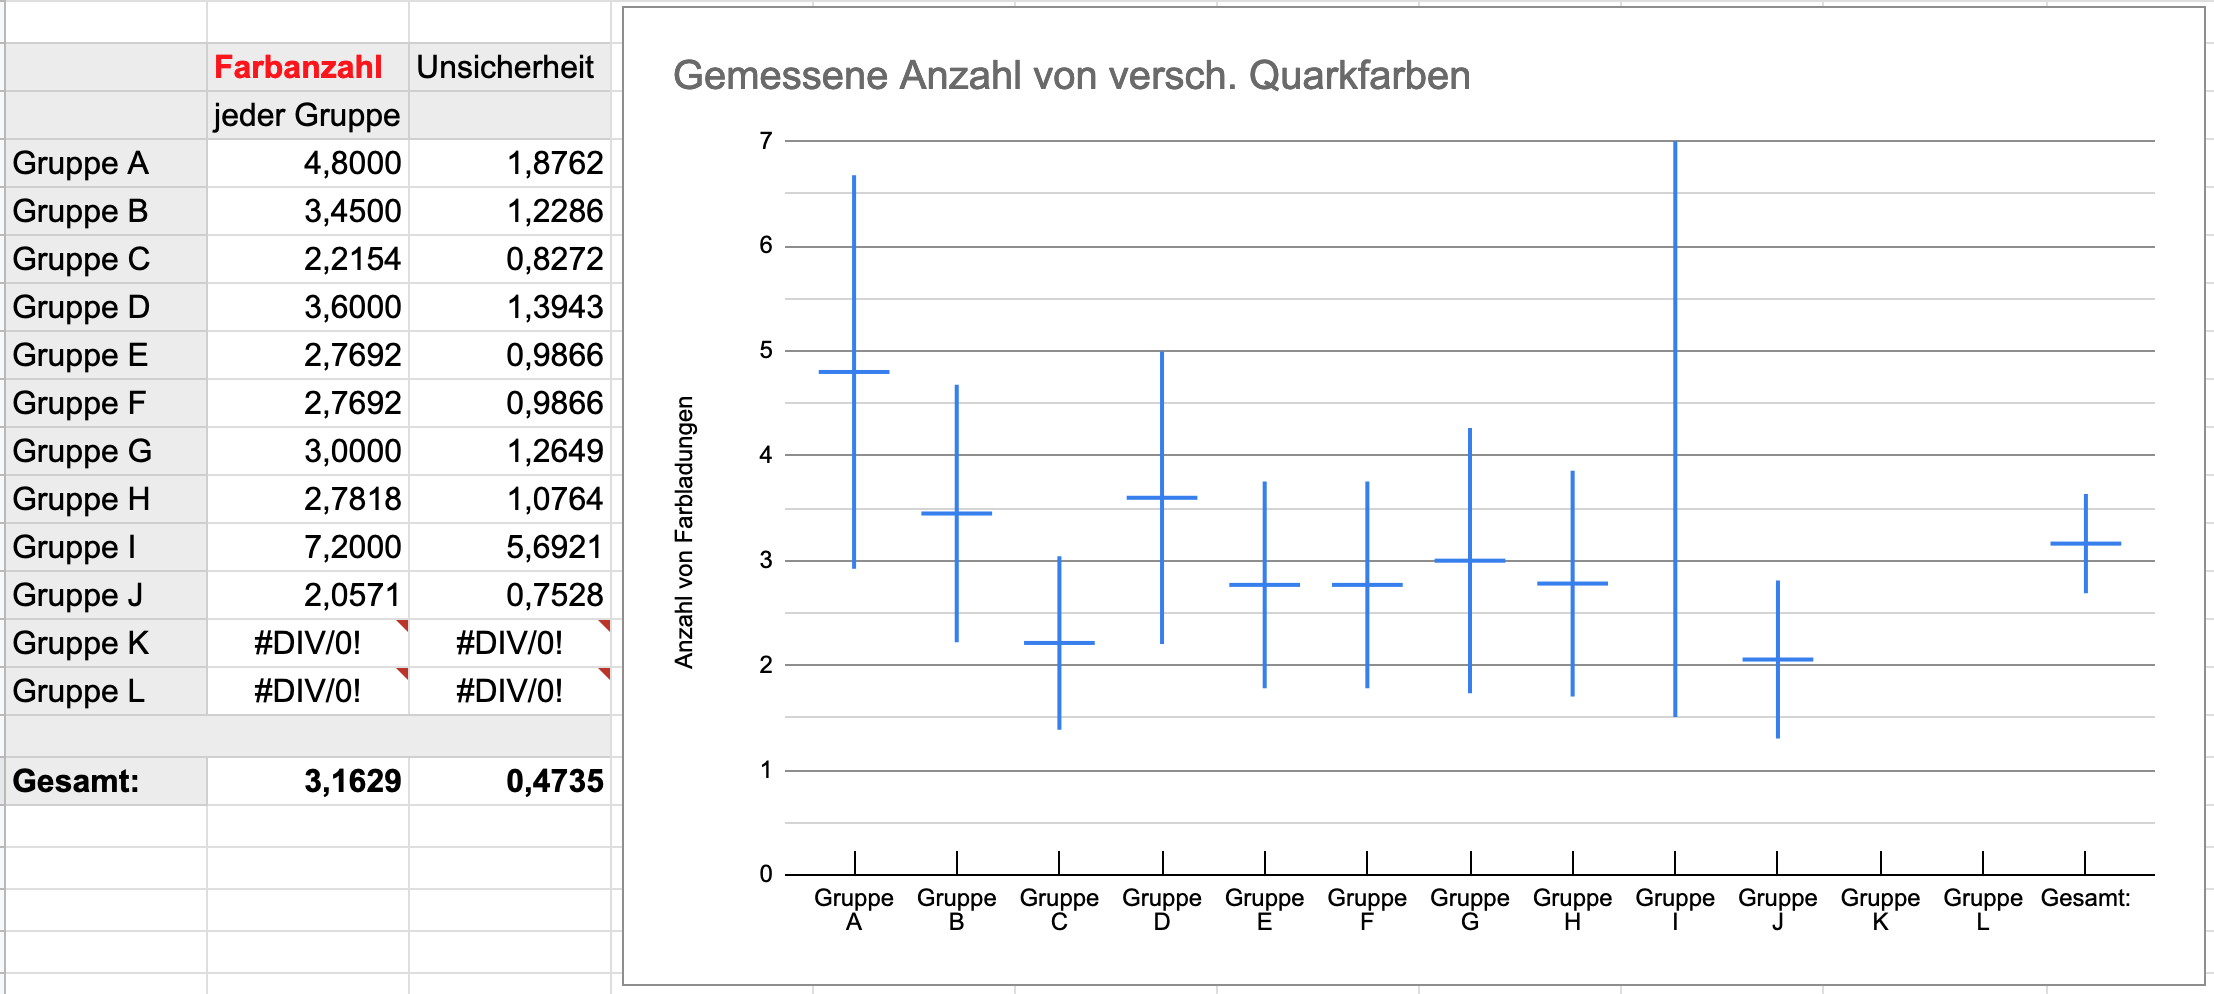 Farbanzahl Unsicherheit
jeder Gruppe
Gruppe A 4,8000 1,8762
Gruppe B 3,4500 1,2286
Gruppe C 2,2154 0,8272
Gruppe D 3,6000 1,3943
Gruppe E 2,7692 0,9866
Gruppe F 2,7692 0,9866
Gruppe G 3,0000 1,2649
Gruppe H 2,7818 1,0764
Gruppe I 7,2000 5,6921
Gruppe J 2,0571 0,7528
Gruppe K #DIV/0! #DIV/0!
Gruppe L #DIV/0! #DIV/0!
Gesamt: 3,1629 0,4735
Gemessene Anzahl von versch. Quarkfarben
Anzahl von Farbladungen
7
6
5
4
3
2
1
0
Gruppe A
Gruppe B
Gruppe C
Gruppe D
Gruppe E
Gruppe F
Gruppe G
Gruppe H
Gruppe I
Gruppe J
Gruppe K
Gruppe L
Gesamt: